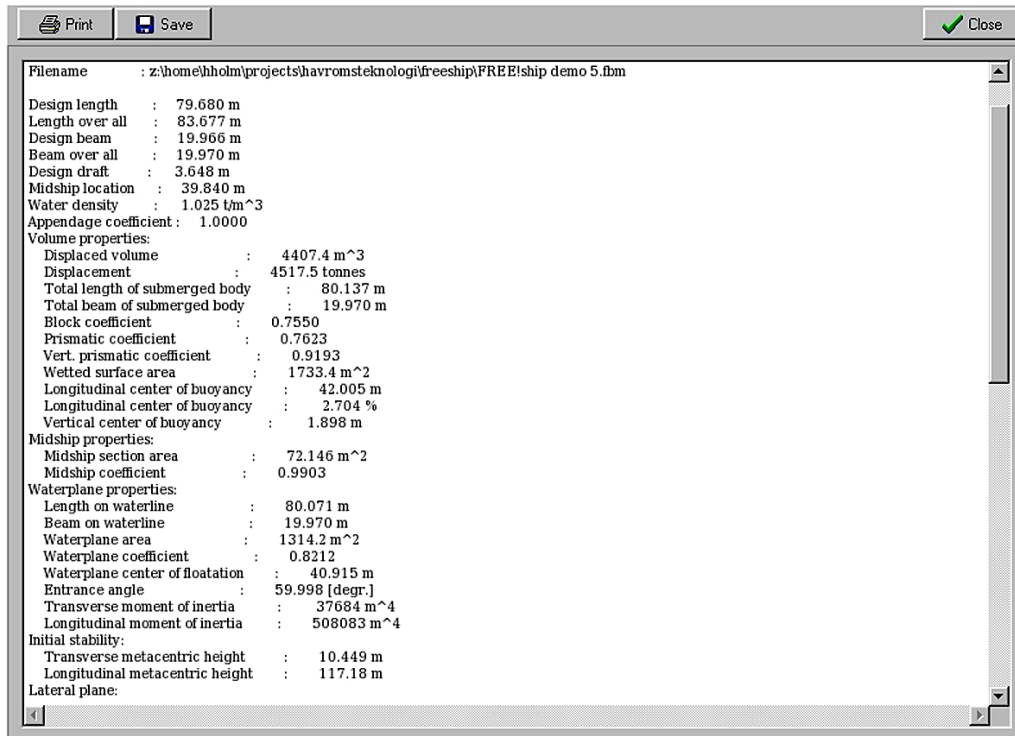 Print Save Close
Filename : z:\home\hholm\projects\havromsteknologi\freeship\FREE!ship demo 5.fbm
Design length : 79.680 m
Length over all : 83.677 m
Design beam : 19.966 m
Beam over all : 19.970 m
Design draft : 3.648 m
Midship location : 39.840 m
Water density : 1.025 t/m^3
Appendage coefficient : 1.0000
Volume properties:
Displaced volume : 4407.4 m^3
Displacement : 4517.5 tonnes
Total length of submerged body : 80.137 m
Total beam of submerged body : 19.970 m
Block coefficient : 0.7550
Prismatic coefficient : 0.7623
Vert. prismatic coefficient : 0.9193
Wetted surface area : 1733.4 m^2
Longitudinal center of buoyancy : 42.005 m
Longitudinal center of buoyancy : 2.704 %
Vertical center of buoyancy : 1.898 m
Midship properties:
Midship section area : 72.146 m^2
Midship coefficient : 0.9903
Waterplane properties:
Length on waterline : 80.071 m
Beam on waterline : 19.970 m
Waterplane area : 1314.2 m^2
Waterplane coefficient : 0.8212
Waterplane center of floatation : 40.915 m
Entrance angle : 59.998 [degr.]
Transverse moment of inertia : 37684 m^4
Longitudinal moment of inertia : 508083 m^4
Initial stability:
Transverse metacentric height : 10.449 m
Longitudinal metacentric height : 117.18 m
Lateral plane: